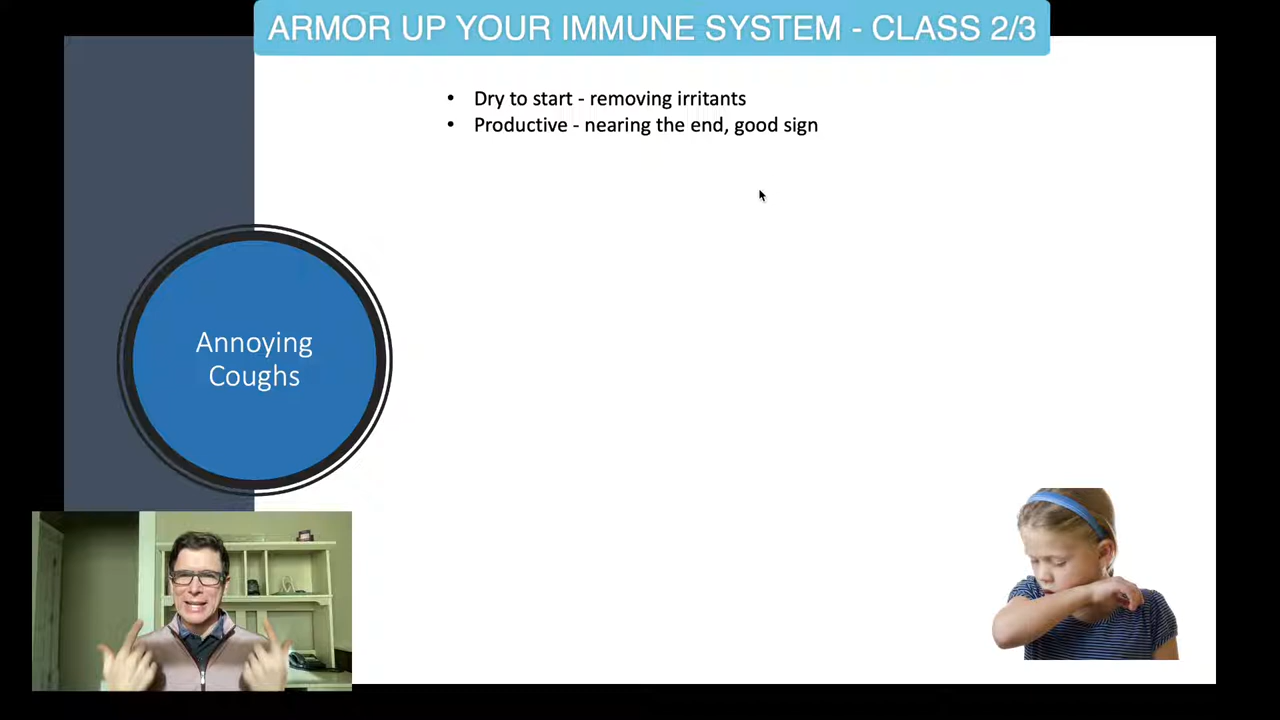 ARMOR UP YOUR IMMUNE SYSTEM - CLASS 2/3
• Dry to start - removing irritants
• Productive - nearing the end, good sign
Annoying
Coughs